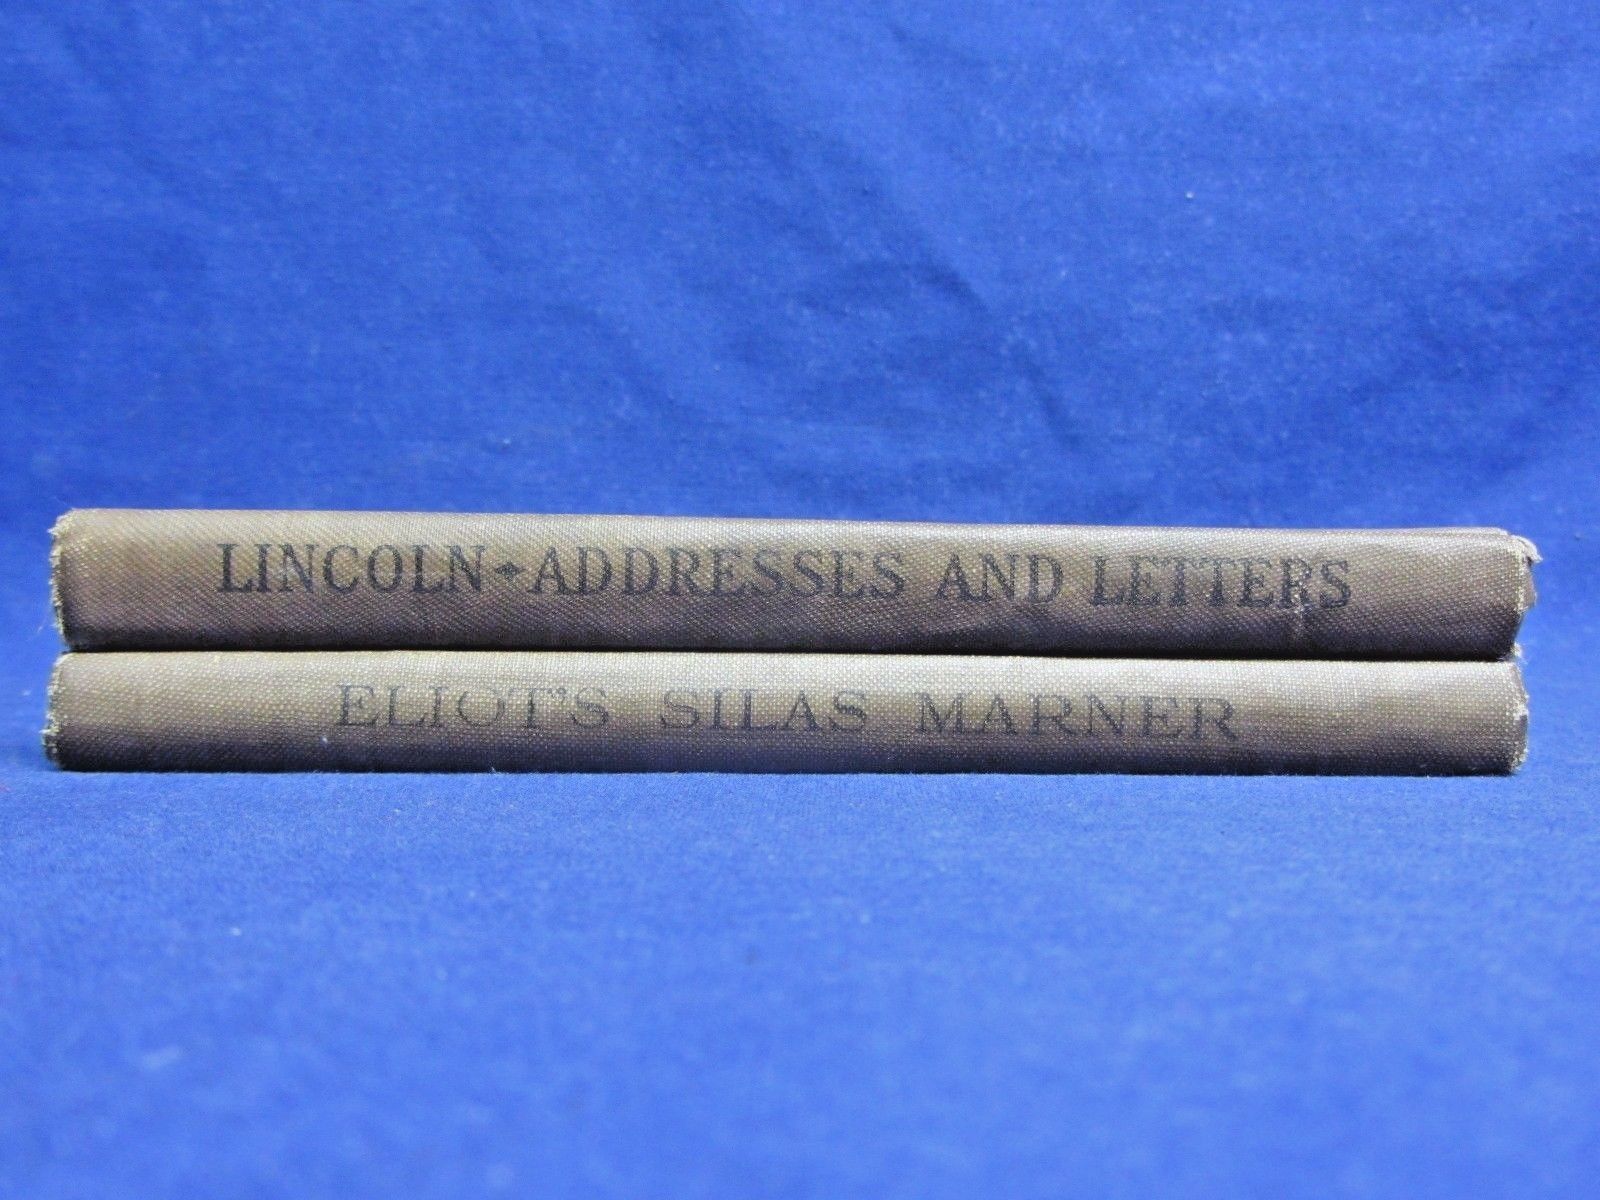 LINCOLN✦ADDRESSES AND LETTERS
ELIOT'S SILAS MARNER